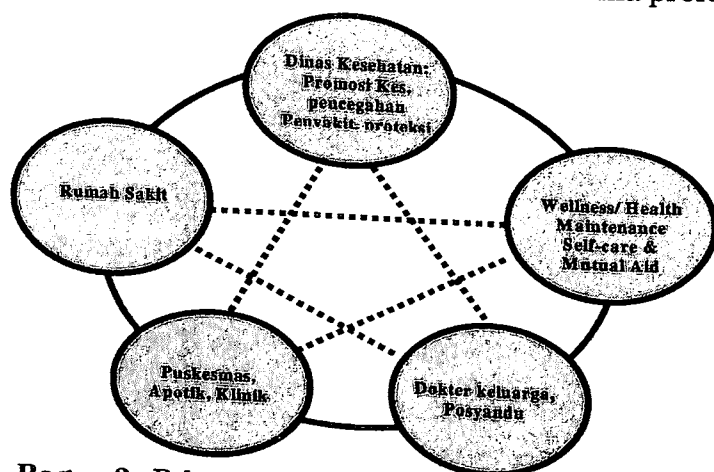 Dinas Kesehatan:
Promosi Kes,
pencegahan
Penyakit- proteksi
Rumah Sakit
Wellness/ Health
Maintenance
Self-care &
Mutual Aid
Puskesmas,
Apotik, Klinik
Dokter keluarga,
Posyandu